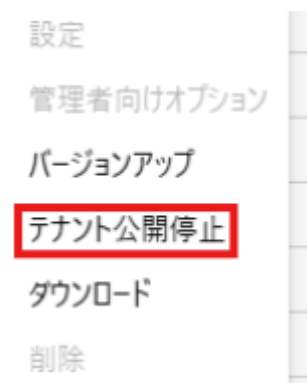 設定
管理者向けオプション
バージョンアップ
テナント公開停止
ダウンロード
削除